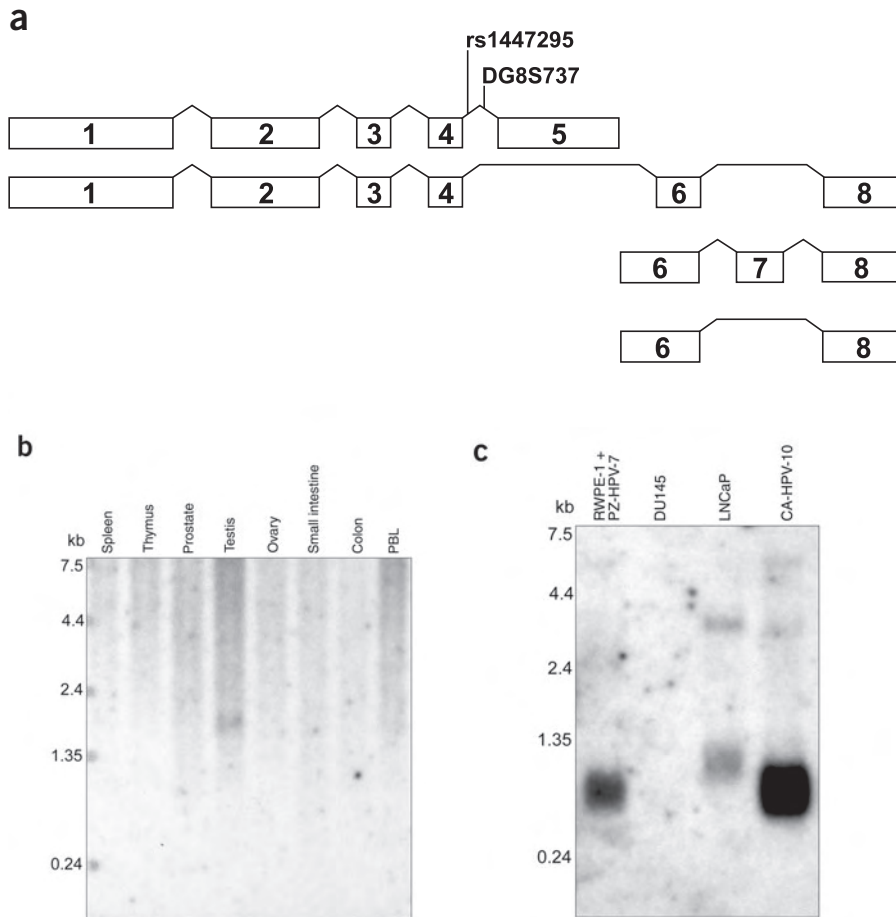 a
rs1447295
DG8S737
1 2 3 4 5
1 2 3 4 6 8
6 7 8
6 8
b
kb
Spleen
Thymus
Prostate
Testis
Ovary
Small intestine
Colon
PBL
7.5
4.4
2.4
1.35
0.24
c
kb
RWPE-1 +
PZ-HPV-7
DU145
LNCaP
CA-HPV-10
7.5
4.4
2.4
1.35
0.24